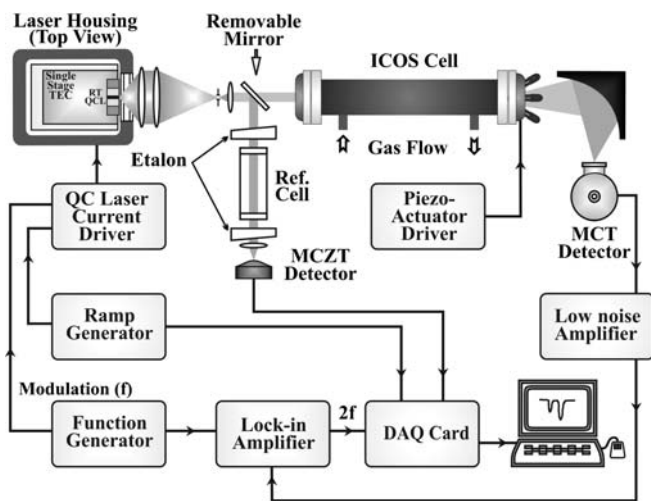 Laser Housing
(Top View)
Removable
Mirror
ICOS Cell
Single
Stage
TEC
RT
QCL
Gas Flow
Etalon
Ref.
Cell
QC Laser
Current
Driver
Piezo-
Actuator
Driver
MCT
Detector
MCZT
Detector
Ramp
Generator
Low noise
Amplifier
Modulation (f)
Function
Generator
Lock-in
Amplifier
2f
DAQ Card